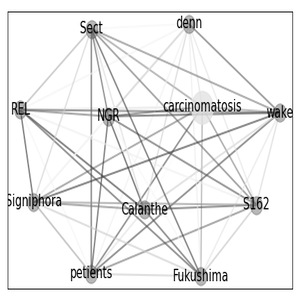 denn
Sect
carcinomatosis
REL
NGR
wake
Signiphora
Calanthe
S162
petients
Fukushima